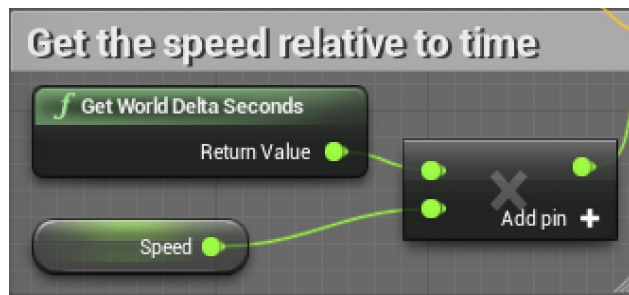 Get the speed relative to time
f Get World Delta Seconds
Return Value
Speed
Add pin +